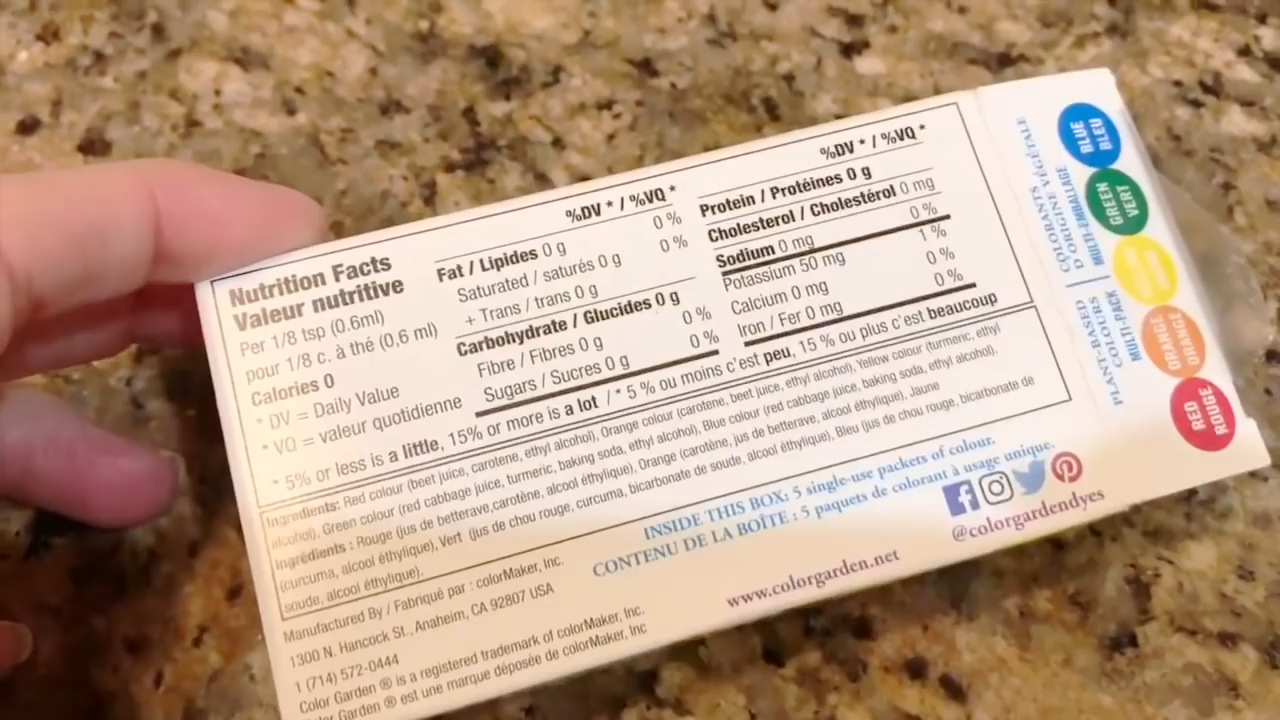 Nutrition Facts
Valeur nutritive
Per 1/8 tsp (0.6ml)
pour 1/8 c. à thé (0,6 ml)
Calories 0
* DV = Daily Value
* VQ = valeur quotidienne
%DV * / %VQ *
Fat / Lipides 0 g 0 %
Saturated / saturés 0 g 0 %
+ Trans / trans 0 g
Carbohydrate / Glucides 0 g
Fibre / Fibres 0 g 0 %
Sugars / Sucres 0 g 0 %
%DV * / %VQ *
Protein / Protéines 0 g
Cholesterol / Cholestérol 0 mg
Sodium 0 mg 0 %
Potassium 50 mg 1 %
Calcium 0 mg 0 %
Iron / Fer 0 mg 0 %
* 5% or less is a little, 15% or more is a lot / * 5 % ou moins c'est peu, 15 % ou plus c'est beaucoup
Ingredients: Red colour (beet juice, carotene, ethyl alcohol), Orange colour (carotene, beet juice, ethyl alcohol), Yellow colour (turmeric, ethyl
alcohol), Green colour (red cabbage juice, turmeric, baking soda, ethyl alcohol), Blue colour (red cabbage juice, baking soda, ethyl alcohol).
Ingrédients : Rouge (jus de betterave,carotène, alcool éthylique), Orange (carotène, jus de betterave, alcool éthylique), Jaune
(curcuma, alcool éthylique), Vert (jus de chou rouge, curcuma, bicarbonate de soude, alcool éthylique), Bleu (jus de chou rouge, bicarbonate de
soude, alcool éthylique).
INSIDE THIS BOX: 5 single-use packets of colour.
CONTENU DE LA BOÎTE : 5 paquets de colorant à usage unique.
Manufactured By / Fabriqué par : colorMaker, Inc.
1300 N. Hancock St., Anaheim, CA 92807 USA
1 (714) 572-0444
Color Garden ® is a registered trademark of colorMaker, Inc.
Color Garden ® est une marque déposée de colorMaker, Inc
www.colorgarden.net
@colorgardendyes
PLANT-BASED
COLOURS
MULTI-PACK
COLORANTS
D'ORIGINE VÉGÉTALE
MULTI-EMBALLAGE
RED
ROUGE
ORANGE
ORANGE
GREEN
VERT
BLUE
BLEU